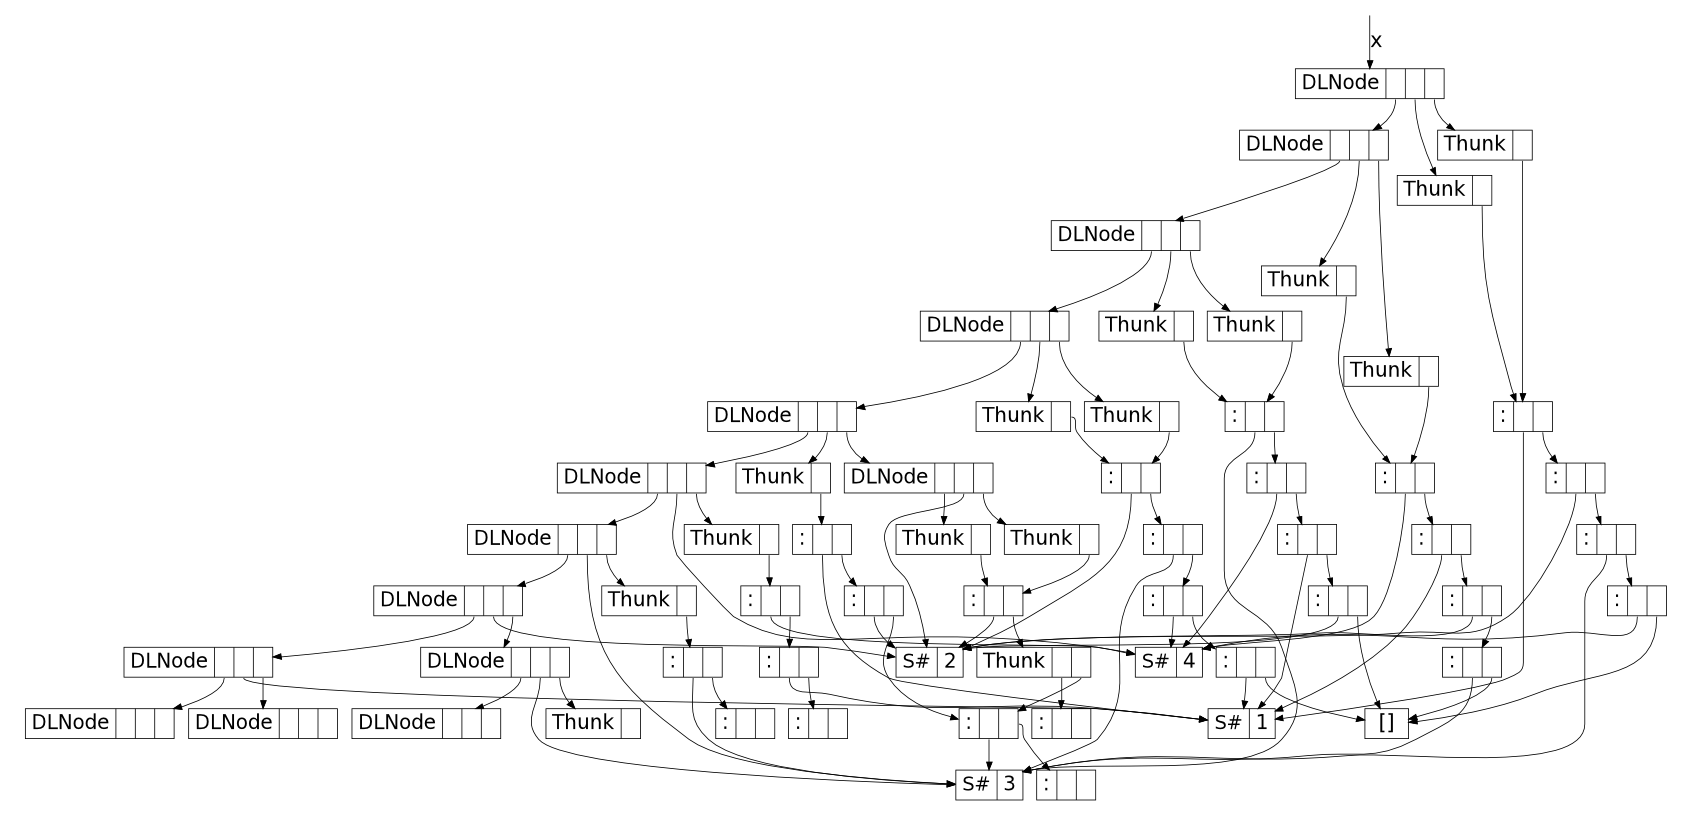 x
DLNode
DLNode
Thunk
Thunk
DLNode
Thunk
DLNode
Thunk
Thunk
Thunk
DLNode
Thunk
Thunk
:
:
DLNode
Thunk
DLNode
:
:
:
:
DLNode
Thunk
:
Thunk
Thunk
:
:
:
:
DLNode
Thunk
:
:
:
:
:
:
:
DLNode
DLNode
:
:
S# 2
Thunk
S# 4
:
:
DLNode
DLNode
DLNode
Thunk
:
:
:
:
S# 1
[]
S# 3
: